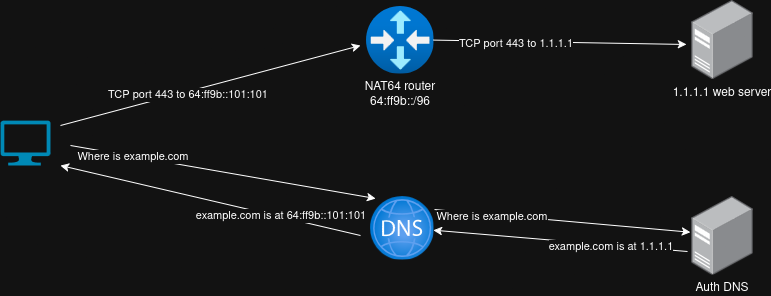 TCP port 443 to 1.1.1.1
NAT64 router
64:ff9b::/96
1.1.1.1 web server
TCP port 443 to 64:ff9b::101:101
Where is example.com
example.com is at 64:ff9b::101:101
DNS
Where is example.com
example.com is at 1.1.1.1
Auth DNS